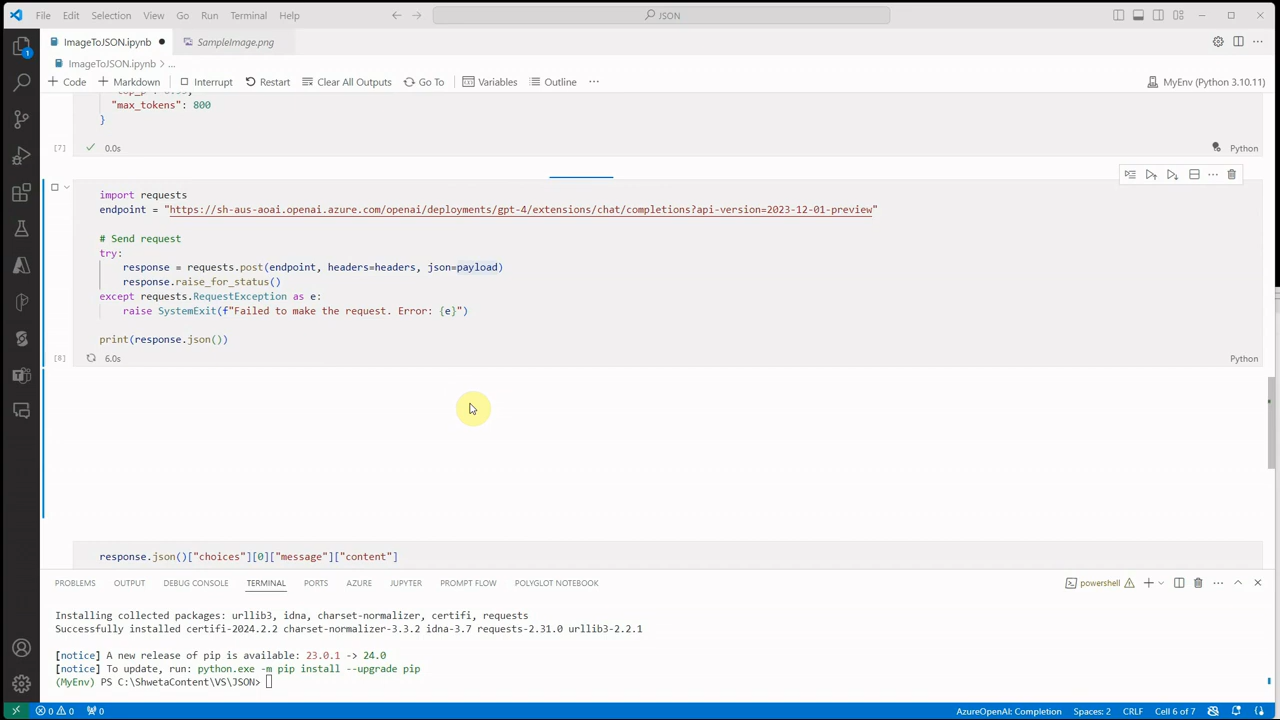 File Edit Selection View Go Run Terminal Help
JSON
ImageToJSON.ipynb
SampleImage.png
ImageToJSON.ipynb > ...
+ Code + Markdown Interrupt Restart Clear All Outputs Go To Variables Outline ...
MyEnv (Python 3.10.11)
"max_tokens": 800
}
[7] 0.0s Python
import requests
endpoint = "https://sh-aus-aoai.openai.azure.com/openai/deployments/gpt-4/extensions/chat/completions?api-version=2023-12-01-preview"
# Send request
try:
response = requests.post(endpoint, headers=headers, json=payload)
response.raise_for_status()
except requests.RequestException as e:
raise SystemExit(f"Failed to make the request. Error: {e}")
print(response.json())
[8] 6.0s Python
response.json()["choices"][0]["message"]["content"]
PROBLEMS OUTPUT DEBUG CONSOLE TERMINAL PORTS AZURE JUPYTER PROMPT FLOW POLYGLOT NOTEBOOK
powershell
Installing collected packages: urllib3, idna, charset-normalizer, certifi, requests
Successfully installed certifi-2024.2.2 charset-normalizer-3.3.2 idna-3.7 requests-2.31.0 urllib3-2.2.1
[notice] A new release of pip is available: 23.0.1 -> 24.0
[notice] To update, run: python.exe -m pip install --upgrade pip
(MyEnv) PS C:\ShwetaContent\VS\JSON>
0 0 0 AzureOpenAI: Completion Spaces: 2 CRLF Cell 6 of 7